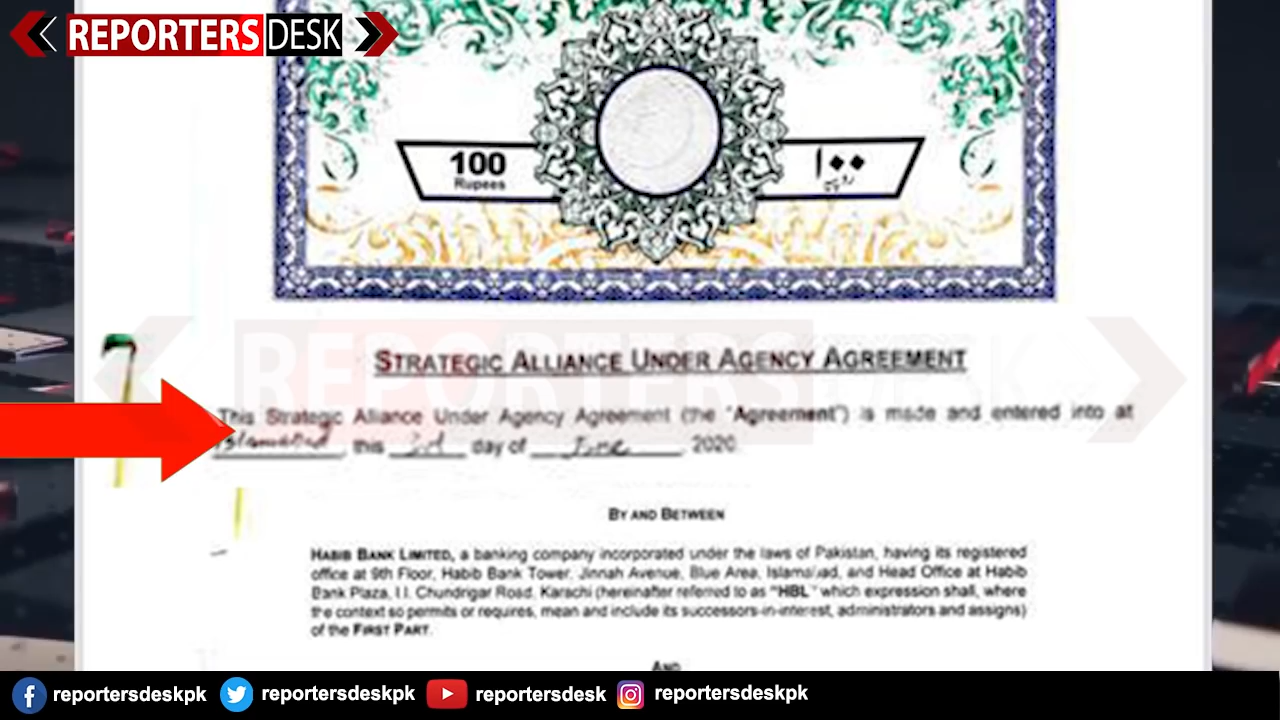 REPORTERS DESK
100
Rupees
۱۰۰
روپیہ
REPORTERS DESK
STRATEGIC ALLIANCE UNDER AGENCY AGREEMENT
This Strategic Alliance Under Agency Agreement (the "Agreement") is made and entered into at
Islamabad, this day of June, 2020.
BY AND BETWEEN
HABIB BANK LIMITED, a banking company incorporated under the laws of Pakistan, having its registered
office at 9th Floor, Habib Bank Tower, Jinnah Avenue, Blue Area, Islamabad, and Head Office at Habib
Bank Plaza, I.I. Chundrigar Road, Karachi (hereinafter referred to as "HBL" which expression shall, where
the context so permits or requires, mean and include its successors-in-interest, administrators and assigns)
of the FIRST PART.
AND
reportersdeskpk reportersdeskpk reportersdesk reportersdeskpk